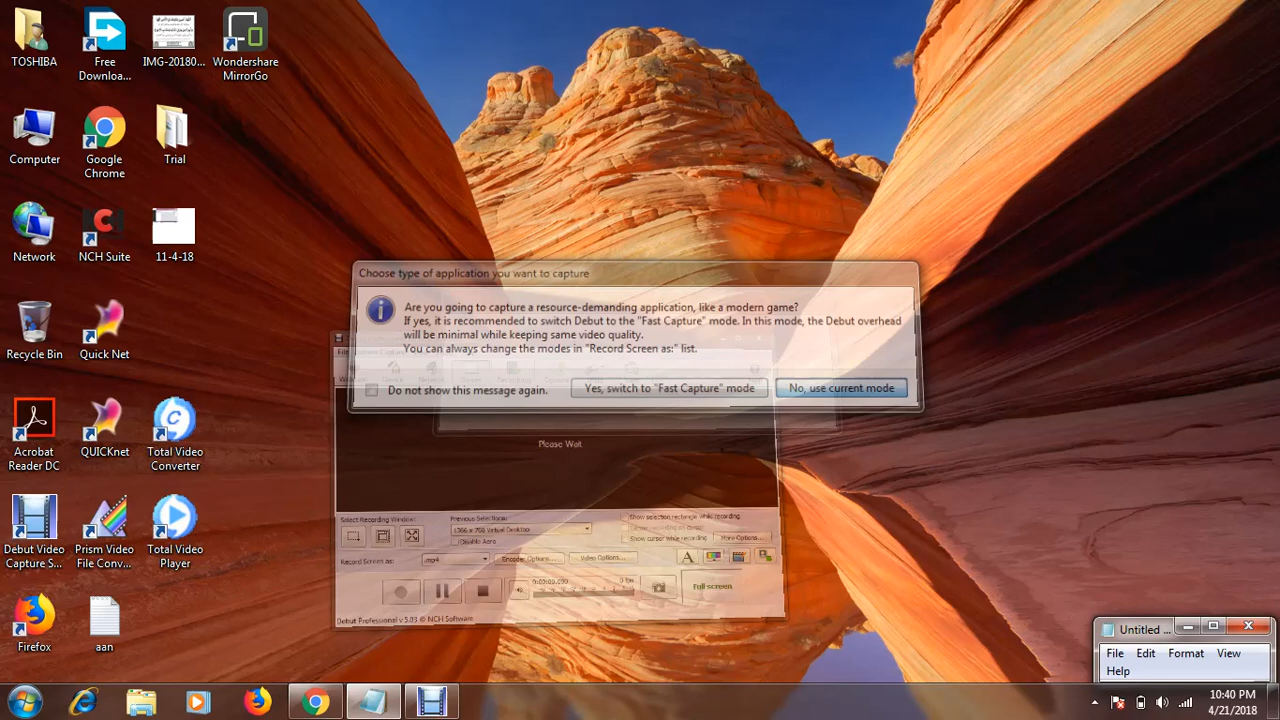 TOSHIBA
Free Downloa...
IMG-20180...
Wondershare MirrorGo
Computer
Google Chrome
Trial
Network
NCH Suite
11-4-18
Recycle Bin
Quick Net
Acrobat Reader DC
QUICKnet
Total Video Converter
Debut Video Capture S...
Prism Video File Conv...
Total Video Player
Firefox
aan
Choose type of application you want to capture
Are you going to capture a resource-demanding application, like a modern game?
If yes, it is recommended to switch Debut to the "Fast Capture" mode. In this mode, the Debut overhead
will be minimal while keeping same video quality.
You can always change the modes in "Record Screen as:" list.
Do not show this message again.
Yes, switch to "Fast Capture" mode
No, use current mode
Please Wait
Select Recording Window:
Previous Selections:
1366 x 768 Virtual Desktop
Disable Aero
Show selection rectangle while recording
Show cursor while recording
More Options...
Record Screen as:
.mp4
Encoder Options...
Video Options...
0:00:00.000
0 fps
Full screen
Debut Professional v 5.03 © NCH Software
Untitled ...
File Edit Format View
Help
10:40 PM
4/21/2018